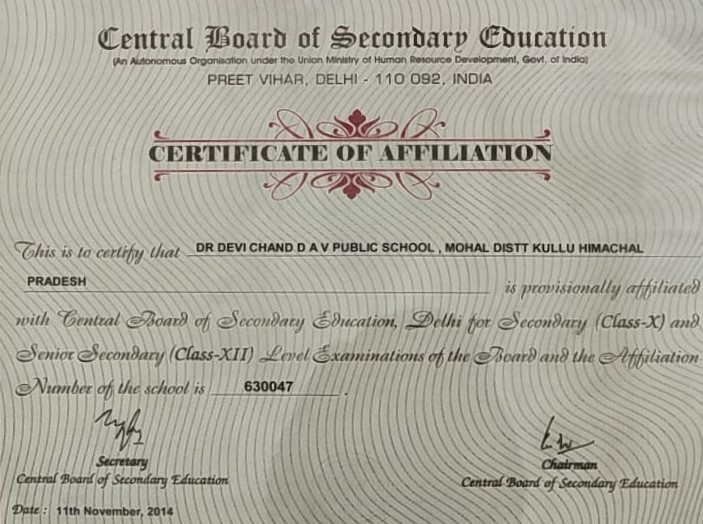 Central Board of Secondary Education
(An Autonomous Organisation under the Union Ministry of Human Resource Development, Govt. of India)
PREET VIHAR, DELHI - 110 092, INDIA
CERTIFICATE OF AFFILIATION
This is to certify that DR DEVI CHAND D A V PUBLIC SCHOOL , MOHAL DISTT KULLU HIMACHAL
PRADESH is provisionally affiliated
with Central Board of Secondary Education, Delhi for Secondary (Class-X) and
Senior Secondary (Class-XII) Level Examinations of the Board and the Affiliation
Number of the school is 630047 .
Secretary
Central Board of Secondary Education
Chairman
Central Board of Secondary Education
Date : 11th November, 2014